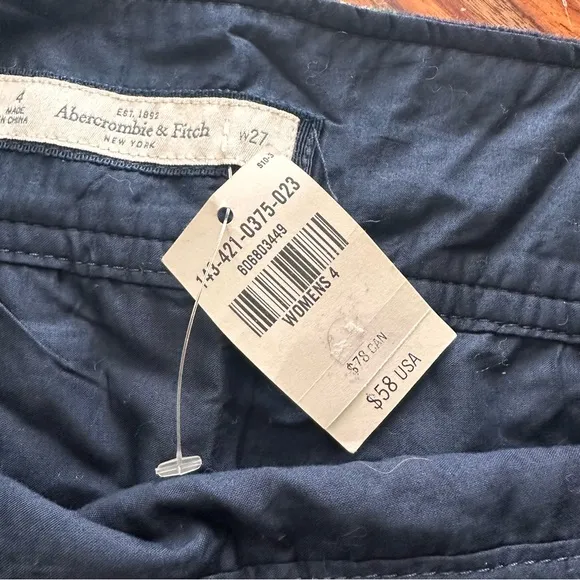 4
MADE
IN CHINA
EST. 1892
Abercrombie & Fitch
NEW YORK
W27
143-421-0375-023
606803449
WOMENS 4
$78 CAN
$58 USA